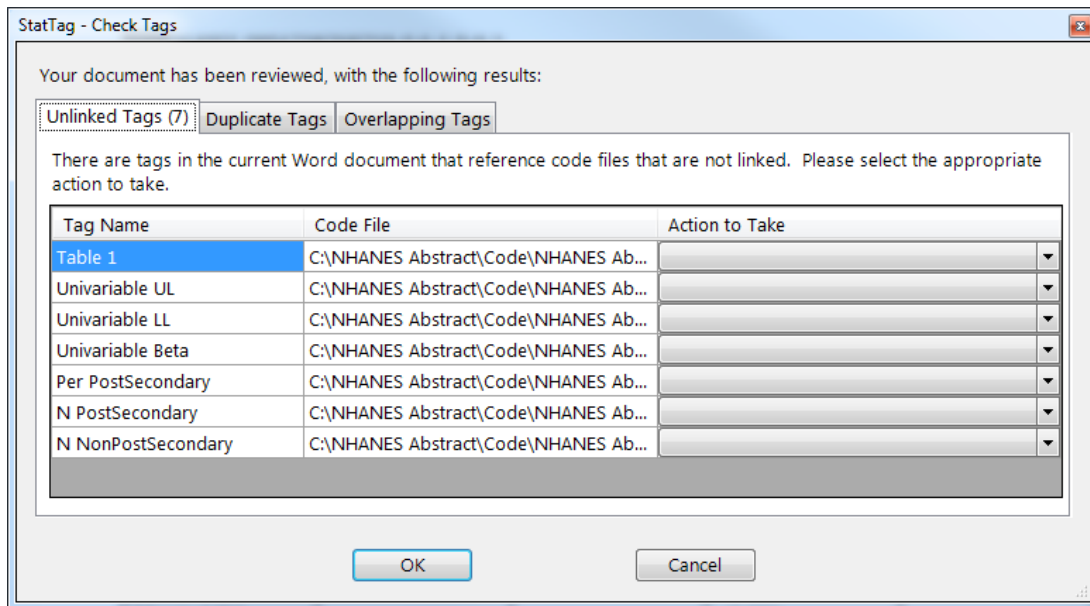 StatTag - Check Tags
Your document has been reviewed, with the following results:
Unlinked Tags (7) Duplicate Tags Overlapping Tags
There are tags in the current Word document that reference code files that are not linked.  Please select the appropriate
action to take.
Tag Name Code File Action to Take
Table 1 C:\NHANES Abstract\Code\NHANES Ab...
Univariable UL C:\NHANES Abstract\Code\NHANES Ab...
Univariable LL C:\NHANES Abstract\Code\NHANES Ab...
Univariable Beta C:\NHANES Abstract\Code\NHANES Ab...
Per PostSecondary C:\NHANES Abstract\Code\NHANES Ab...
N PostSecondary C:\NHANES Abstract\Code\NHANES Ab...
N NonPostSecondary C:\NHANES Abstract\Code\NHANES Ab...
OK Cancel